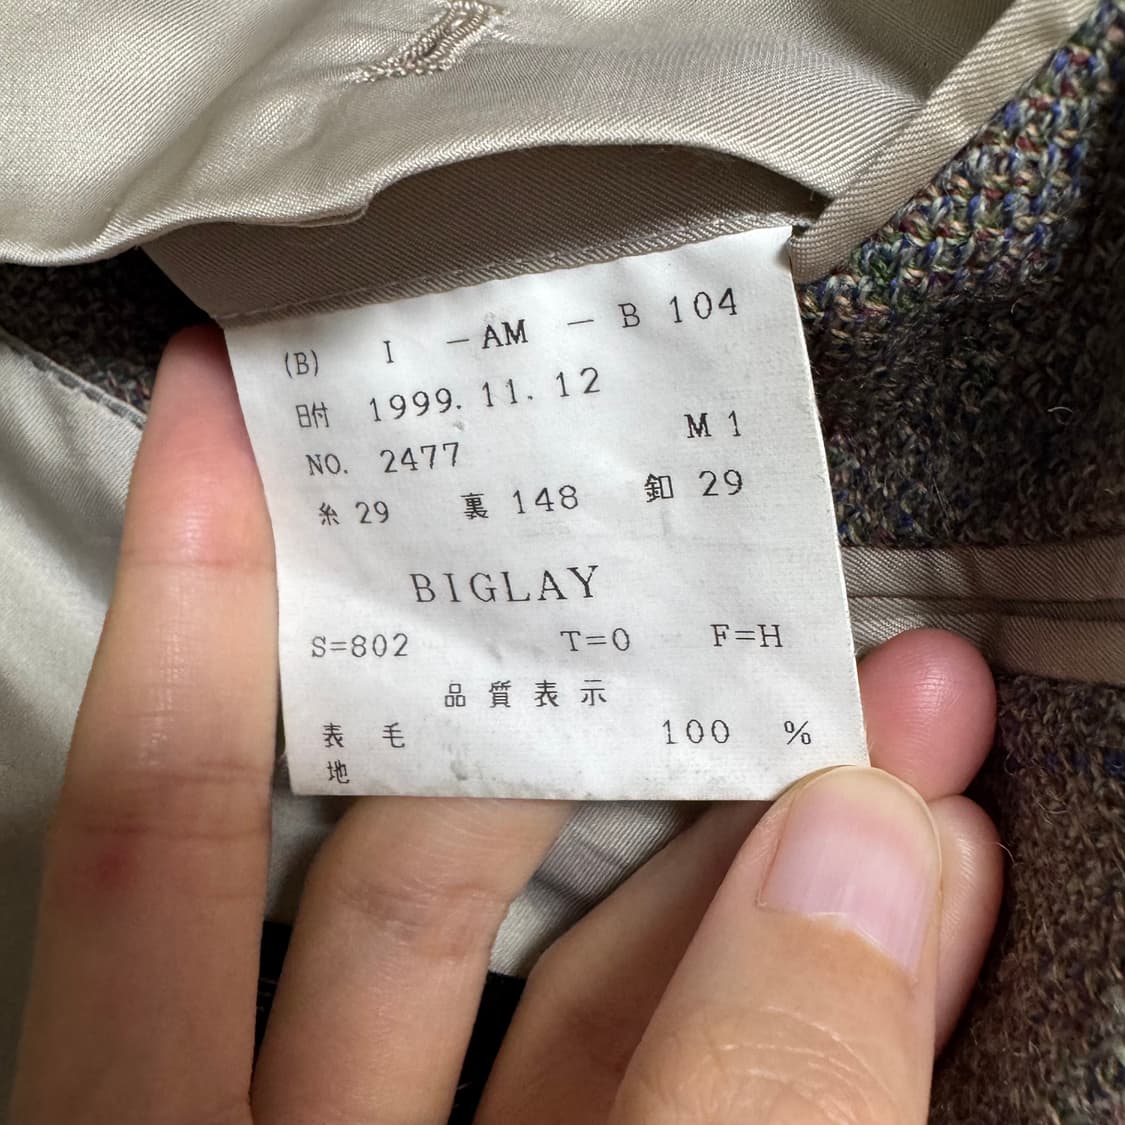 (B) I -AM - B 104
日付 1999. 11. 12
M 1
NO. 2477
糸 29 裏 148 釦 29
BIGLAY
S=802 T=0 F=H
品質表示
表地 毛 100 %